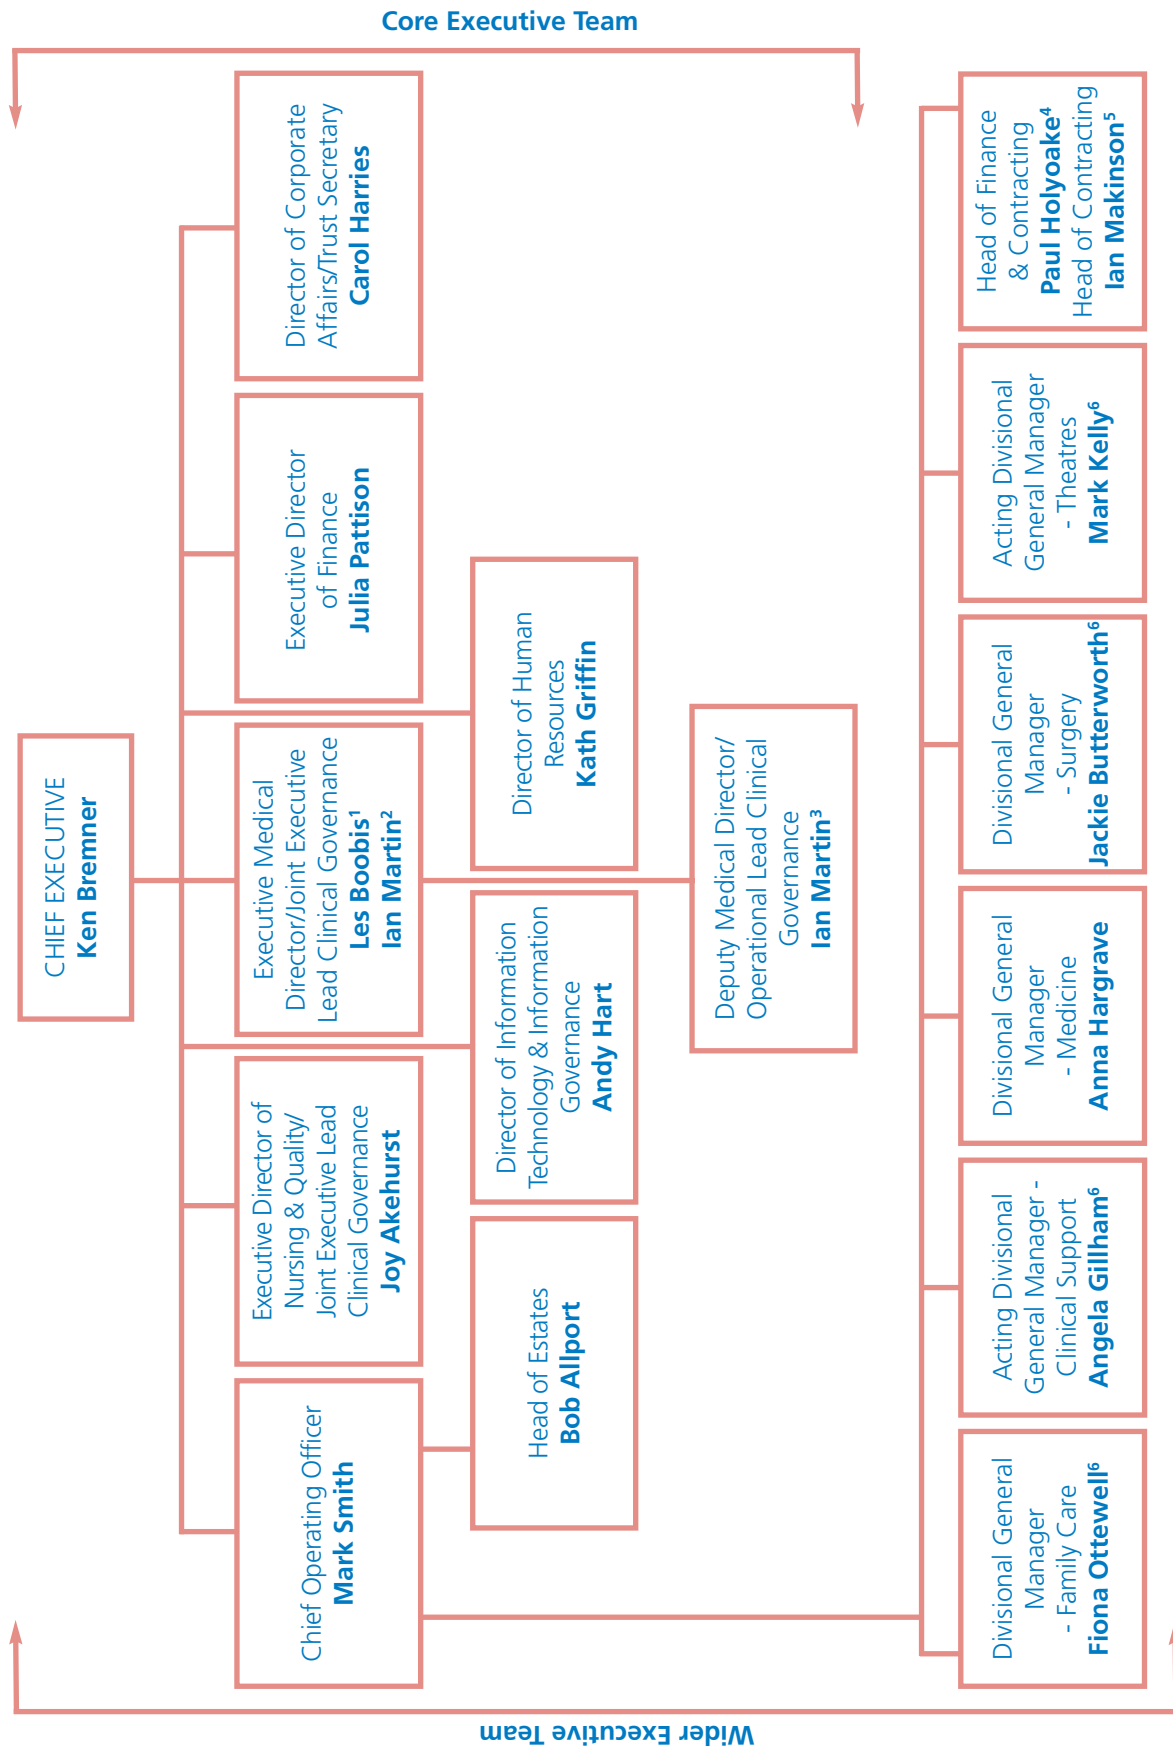 Core Executive Team
Wider Executive Team
CHIEF EXECUTIVE
Ken Bremner
Chief Operating Officer
Mark Smith
Executive Director of
Nursing & Quality/
Joint Executive Lead
Clinical Governance
Joy Akehurst
Executive Medical
Director/Joint Executive
Lead Clinical Governance
Les Boobis¹
Ian Martin²
Executive Director
of Finance
Julia Pattison
Director of Corporate
Affairs/Trust Secretary
Carol Harries
Head of Estates
Bob Allport
Director of Information
Technology & Information
Governance
Andy Hart
Director of Human
Resources
Kath Griffin
Deputy Medical Director/
Operational Lead Clinical
Governance
Ian Martin³
Divisional General
Manager
- Family Care
Fiona Ottewell⁶
Acting Divisional
General Manager -
Clinical Support
Angela Gillham⁶
Divisional General
Manager
- Medicine
Anna Hargrave
Divisional General
Manager
- Surgery
Jackie Butterworth⁶
Acting Divisional
General Manager
- Theatres
Mark Kelly⁶
Head of Finance
& Contracting
Paul Holyoake⁴
Head of Contracting
Ian Makinson⁵